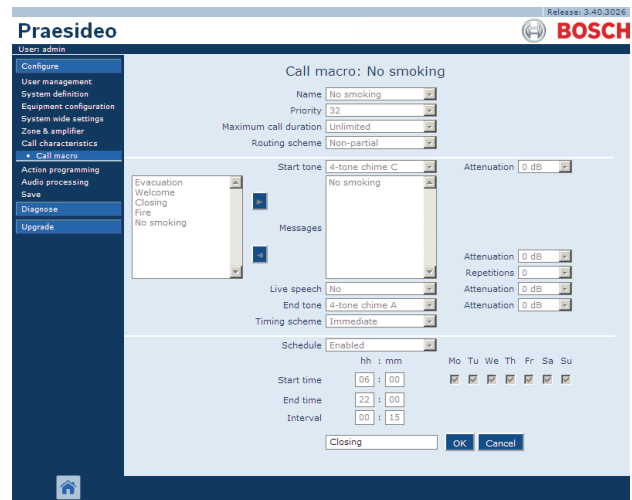 Release: 3.40.3026
Praesideo
BOSCH
User: admin
Configure
User management
System definition
Equipment configuration
System wide settings
Zone & amplifier
Call characteristics
• Call macro
Action programming
Audio processing
Save
Diagnose
Upgrade
Call macro: No smoking
Name No smoking
Priority 32
Maximum call duration Unlimited
Routing scheme Non-partial
Start tone 4-tone chime C Attenuation 0 dB
Evacuation
Welcome
Closing
Fire
No smoking
Messages
No smoking
Attenuation 0 dB
Repetitions 0
Live speech No Attenuation 0 dB
End tone 4-tone chime A Attenuation 0 dB
Timing scheme Immediate
Schedule Enabled
hh : mm Mo Tu We Th Fr Sa Su
Start time 06 : 00
End time 22 : 00
Interval 00 : 15
Closing OK Cancel